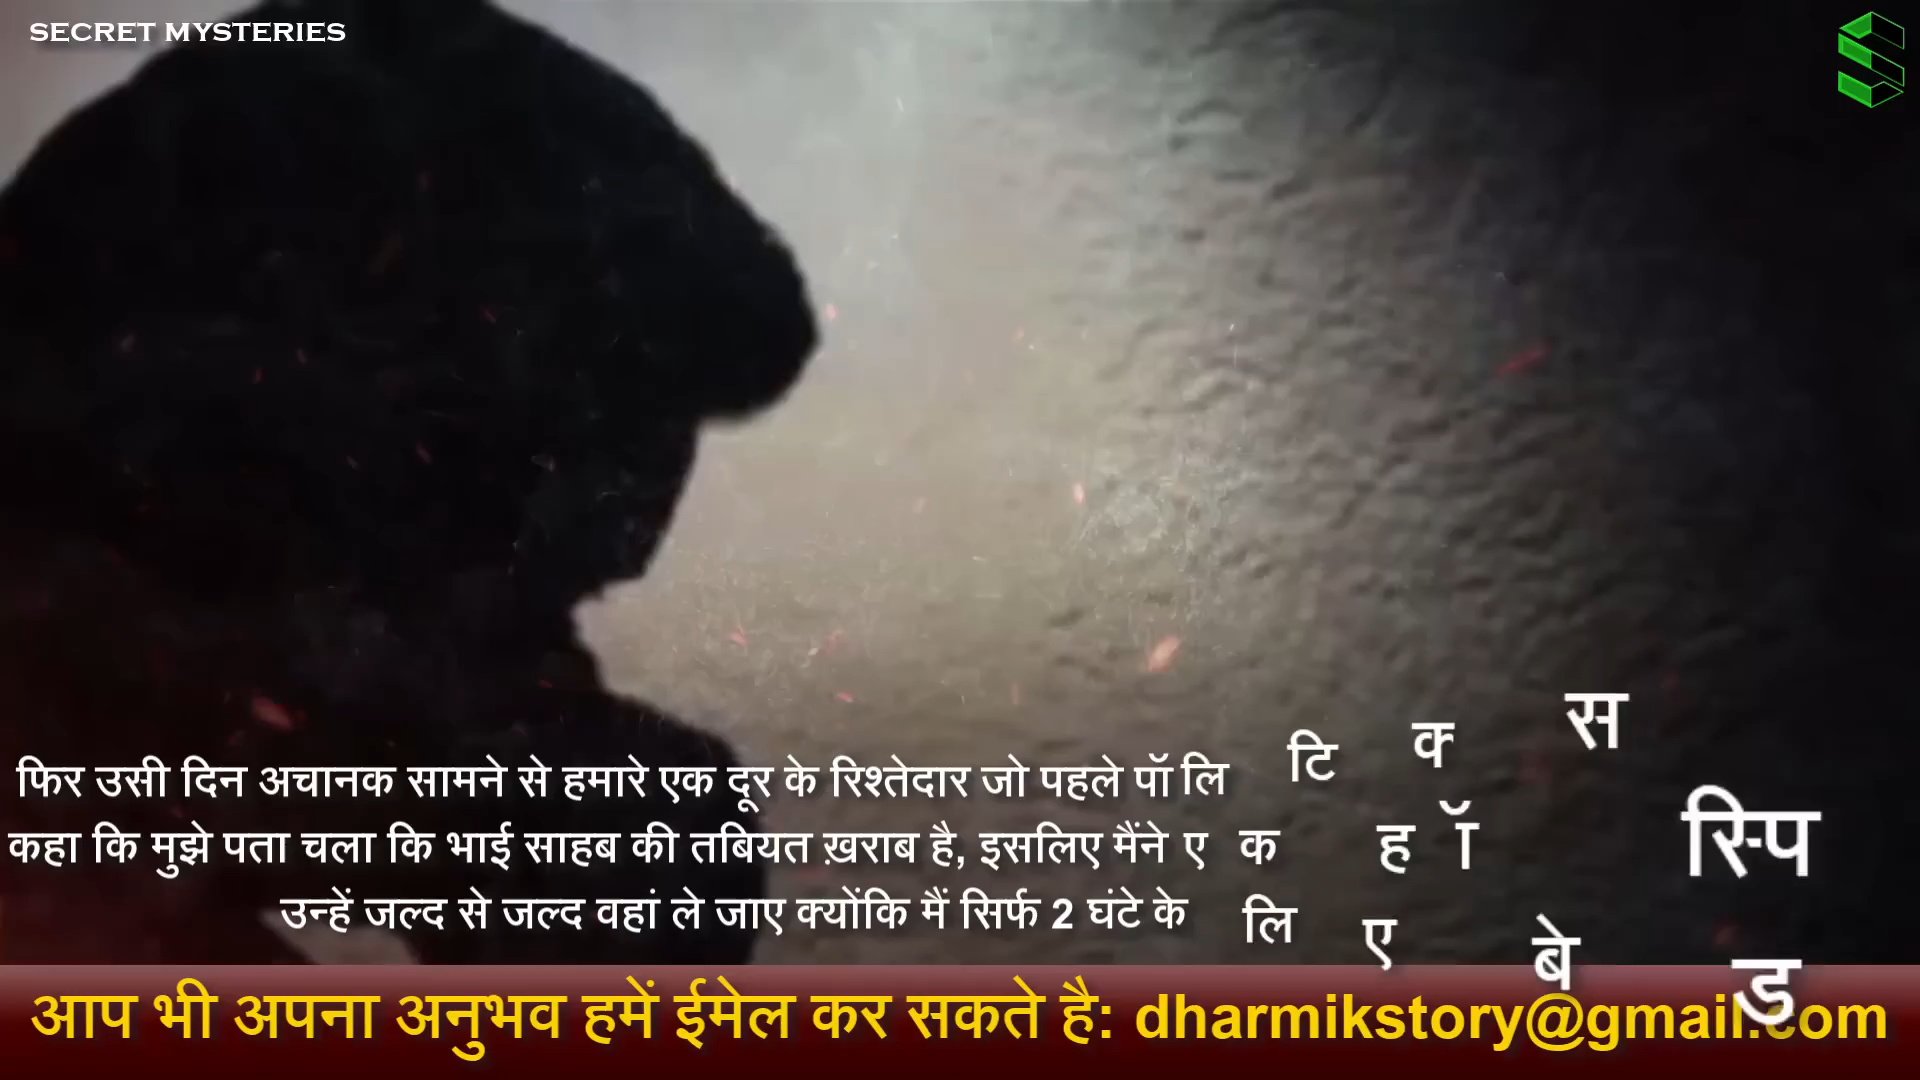 SECRET MYSTERIES
फिर उसी दिन अचानक सामने से हमारे एक दूर के रिश्तेदार जो पहले पॉलिटिक्स
कहा कि मुझे पता चला कि भाई साहब की तबियत ख़राब है, इसलिए मैंने एक हॉस्पि
उन्हें जल्द से जल्द वहां ले जाए क्योंकि मैं सिर्फ 2 घंटे के लिए बेड
आप भी अपना अनुभव हमें ईमेल कर सकते है: dharmikstory@gmail.com